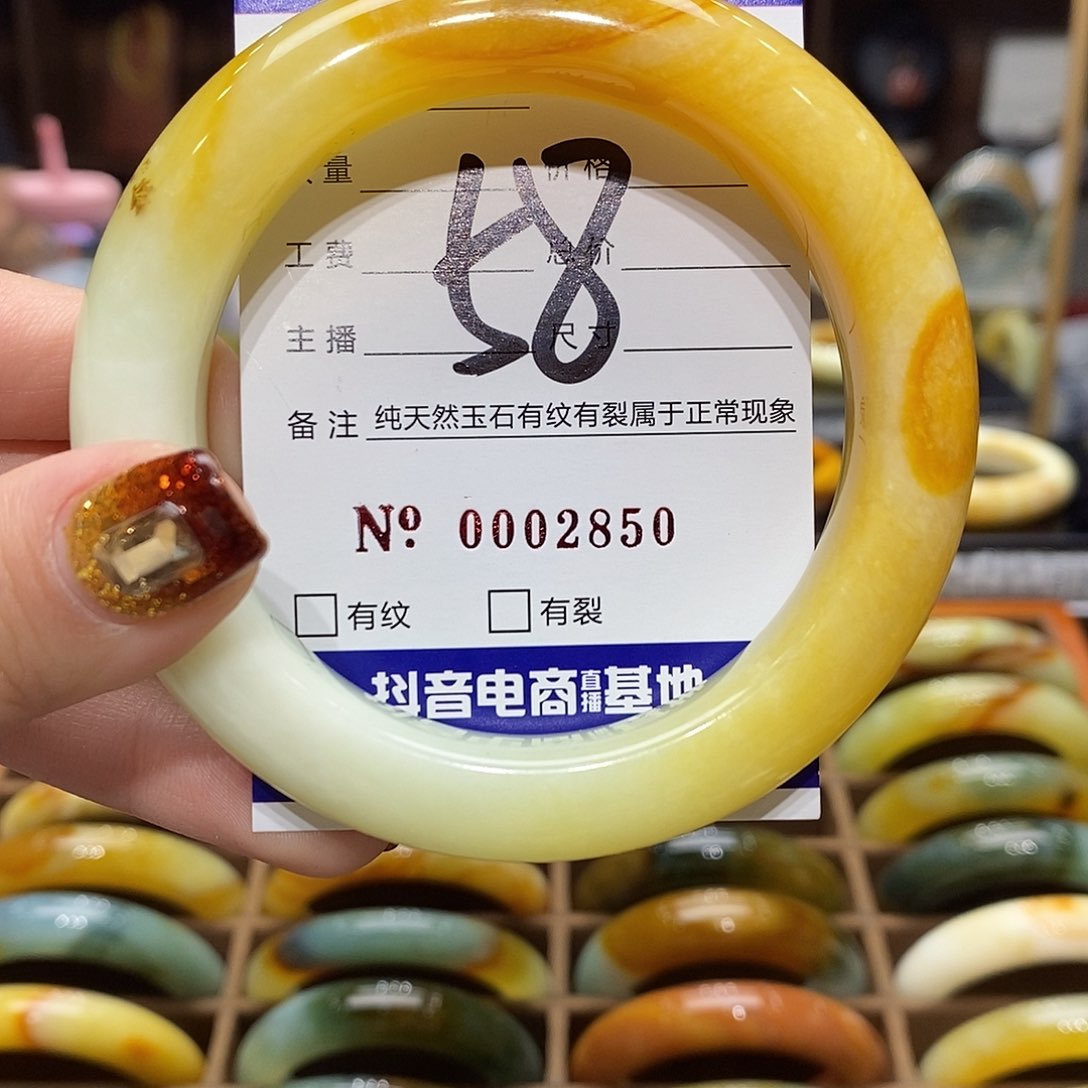 量 价格
58
工费 总价
主播 尺寸
备注 纯天然玉石有纹有裂属于正常现象
Nº 0002850
有纹 有裂
抖音电商直播基地